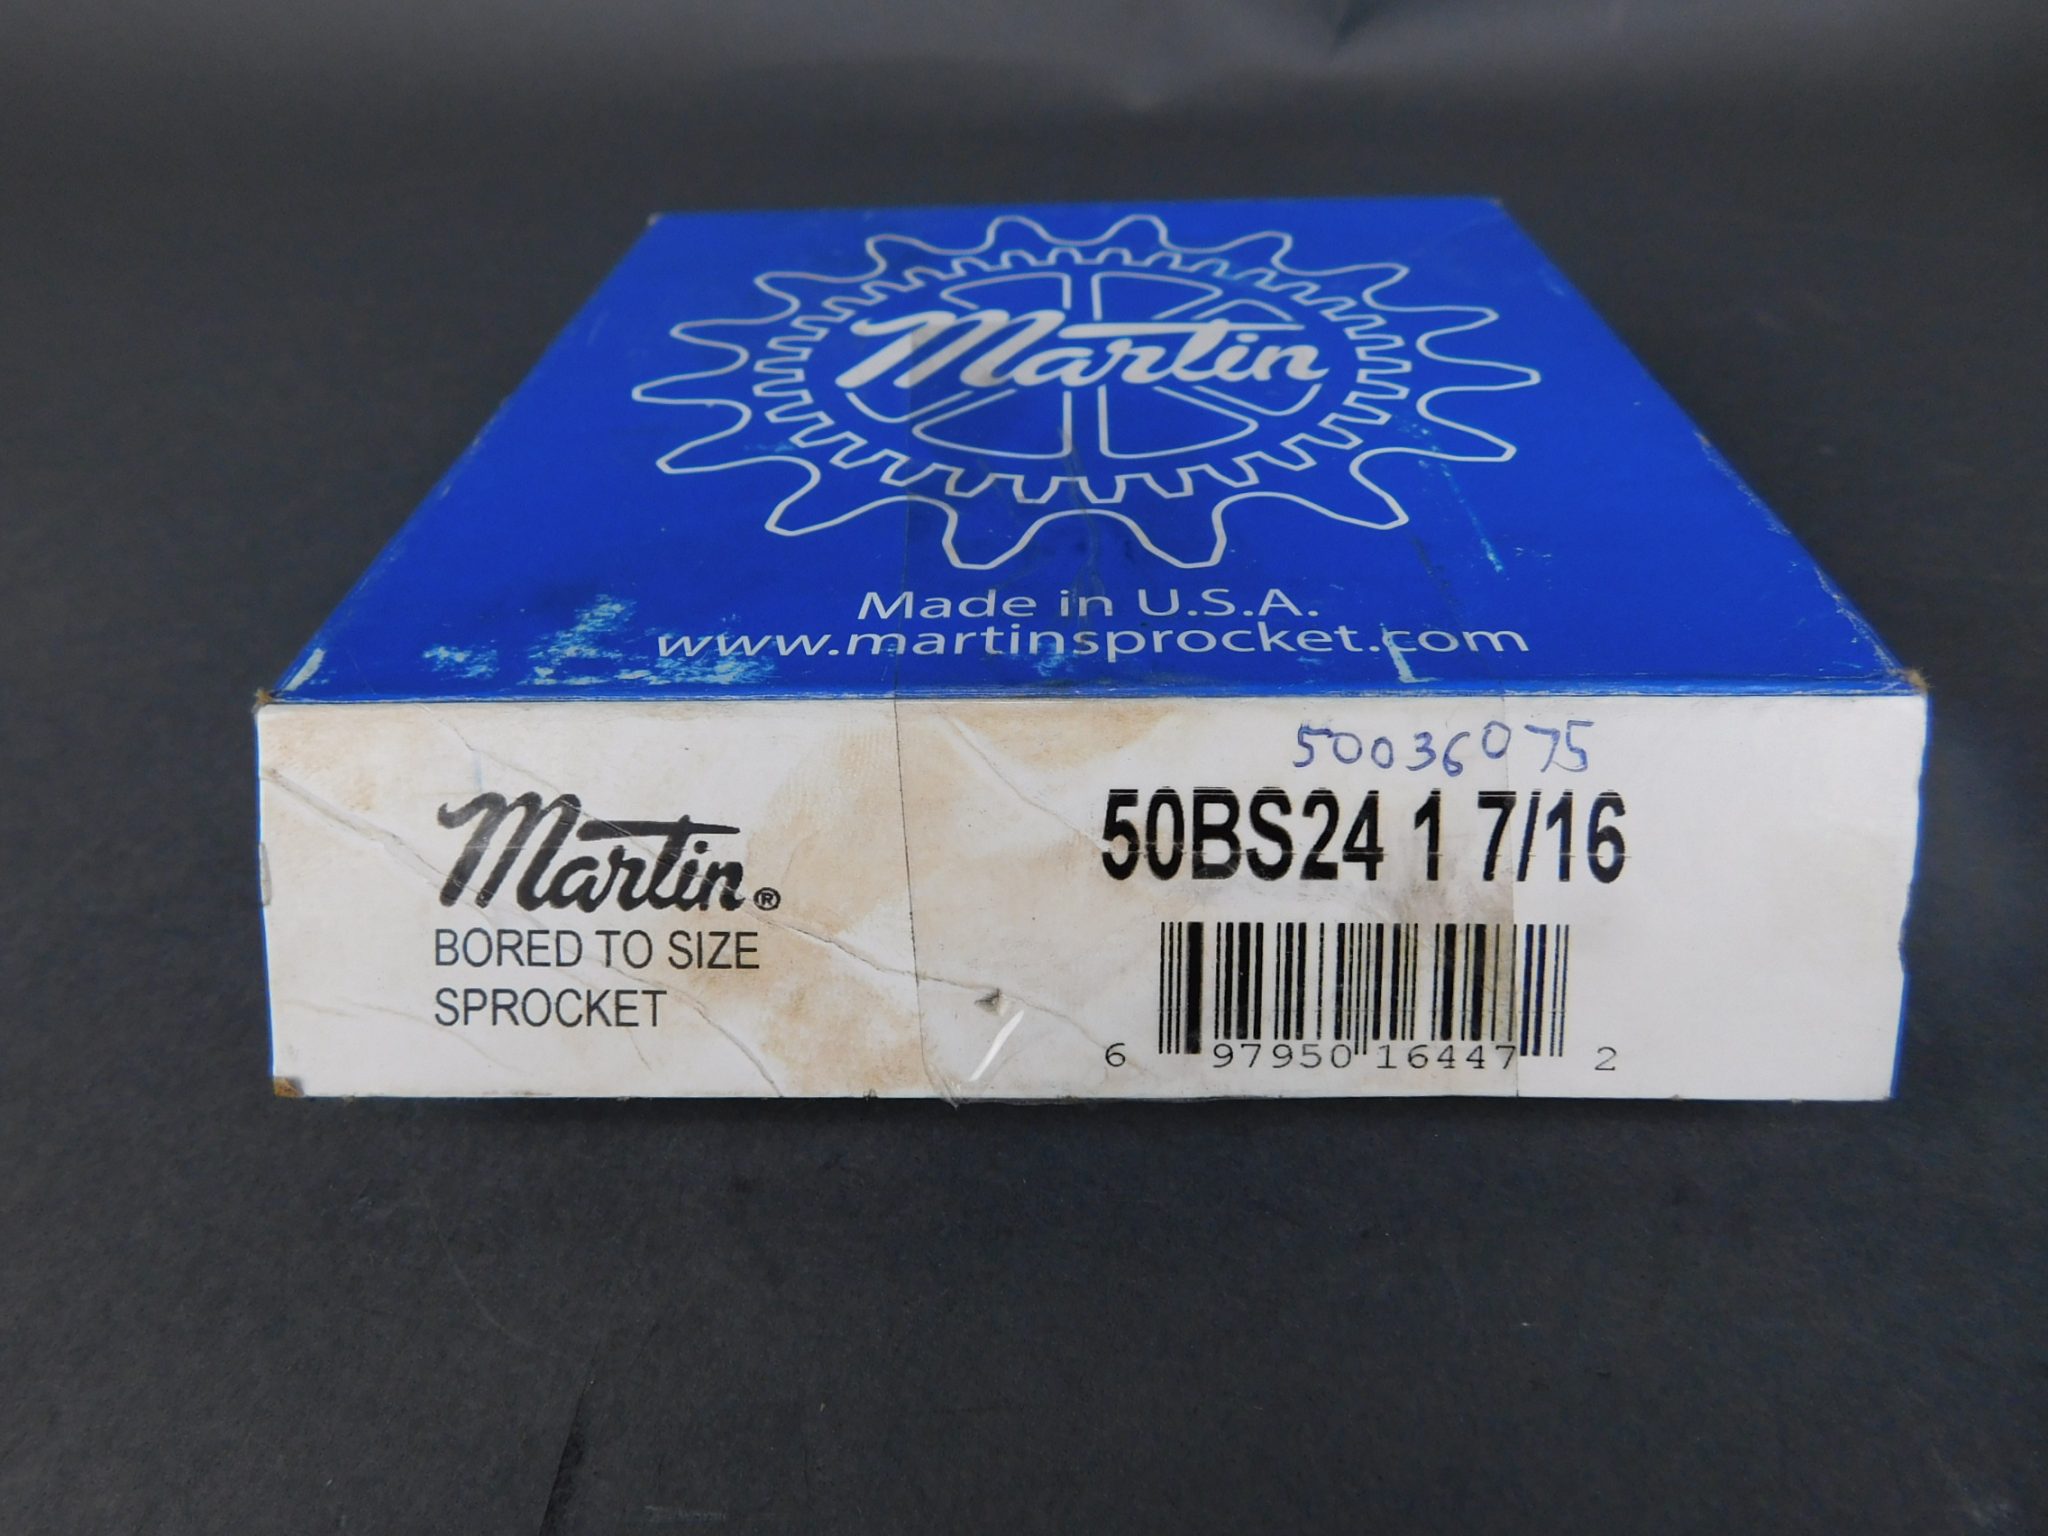 Martin
Made in U.S.A.
www.martinsprocket.com
50036075
Martin®
BORED TO SIZE
SPROCKET
50BS24 1 7/16
6 97950 16447 2